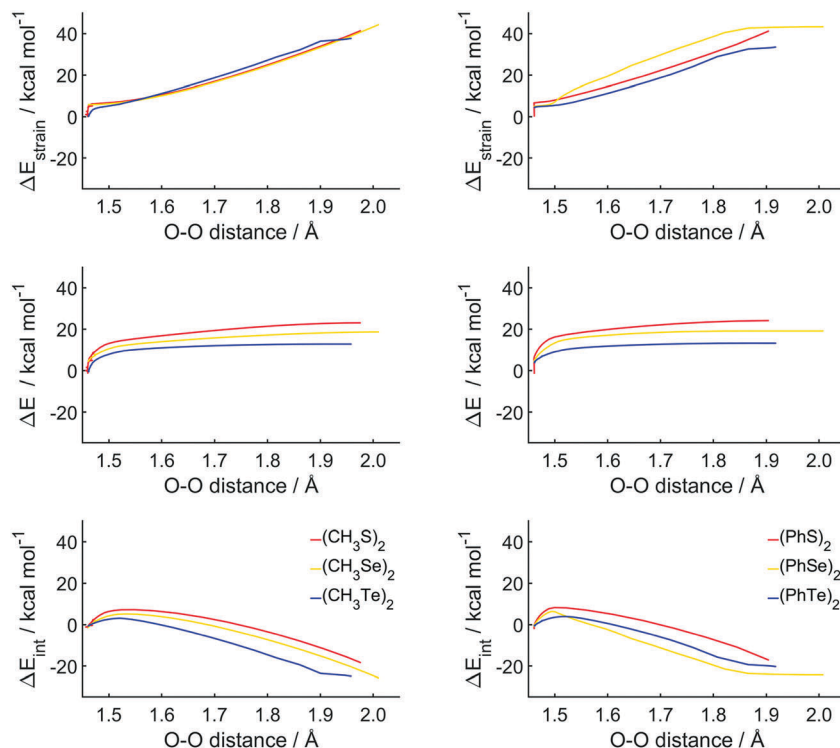 40
20
0
-20
ΔE_strain / kcal mol⁻¹
1.5 1.6 1.7 1.8 1.9 2.0
O-O distance / Å
40
20
0
-20
ΔE_strain / kcal mol⁻¹
1.5 1.6 1.7 1.8 1.9 2.0
O-O distance / Å
40
20
0
-20
ΔE / kcal mol⁻¹
1.5 1.6 1.7 1.8 1.9 2.0
O-O distance / Å
40
20
0
-20
ΔE / kcal mol⁻¹
1.5 1.6 1.7 1.8 1.9 2.0
O-O distance / Å
40
20
0
-20
ΔE_int / kcal mol⁻¹
(CH₃S)₂
(CH₃Se)₂
(CH₃Te)₂
1.5 1.6 1.7 1.8 1.9 2.0
O-O distance / Å
40
20
0
-20
ΔE_int / kcal mol⁻¹
(PhS)₂
(PhSe)₂
(PhTe)₂
1.5 1.6 1.7 1.8 1.9 2.0
O-O distance / Å